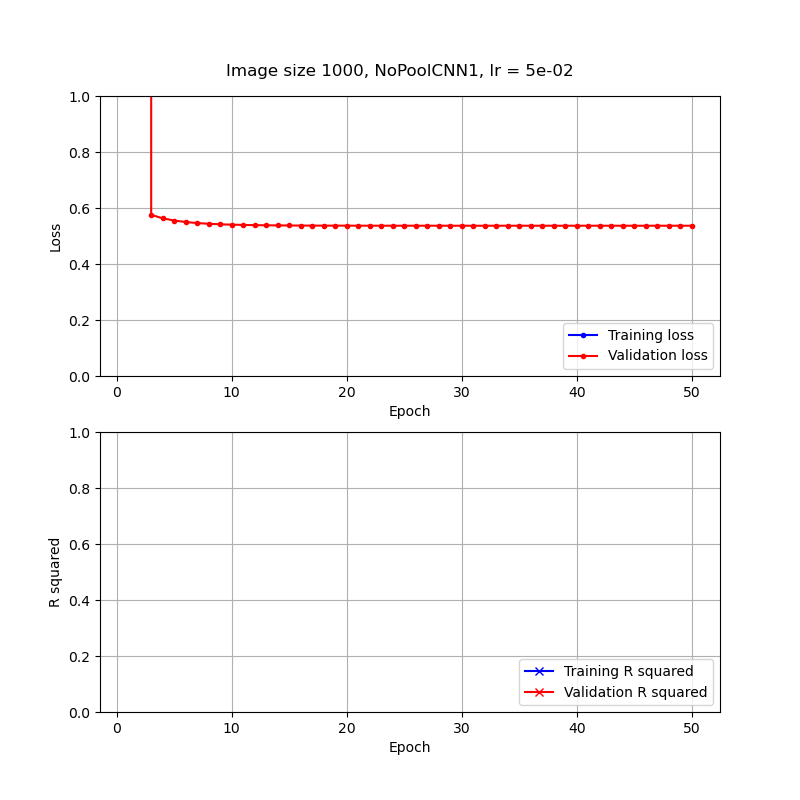 Image size 1000, NoPoolCNN1, lr = 5e-02
1.0
0.8
0.6
0.4
0.2
0.0
Loss
Training loss
Validation loss
0 10 20 30 40 50
Epoch
1.0
0.8
0.6
0.4
0.2
0.0
R squared
Training R squared
Validation R squared
0 10 20 30 40 50
Epoch